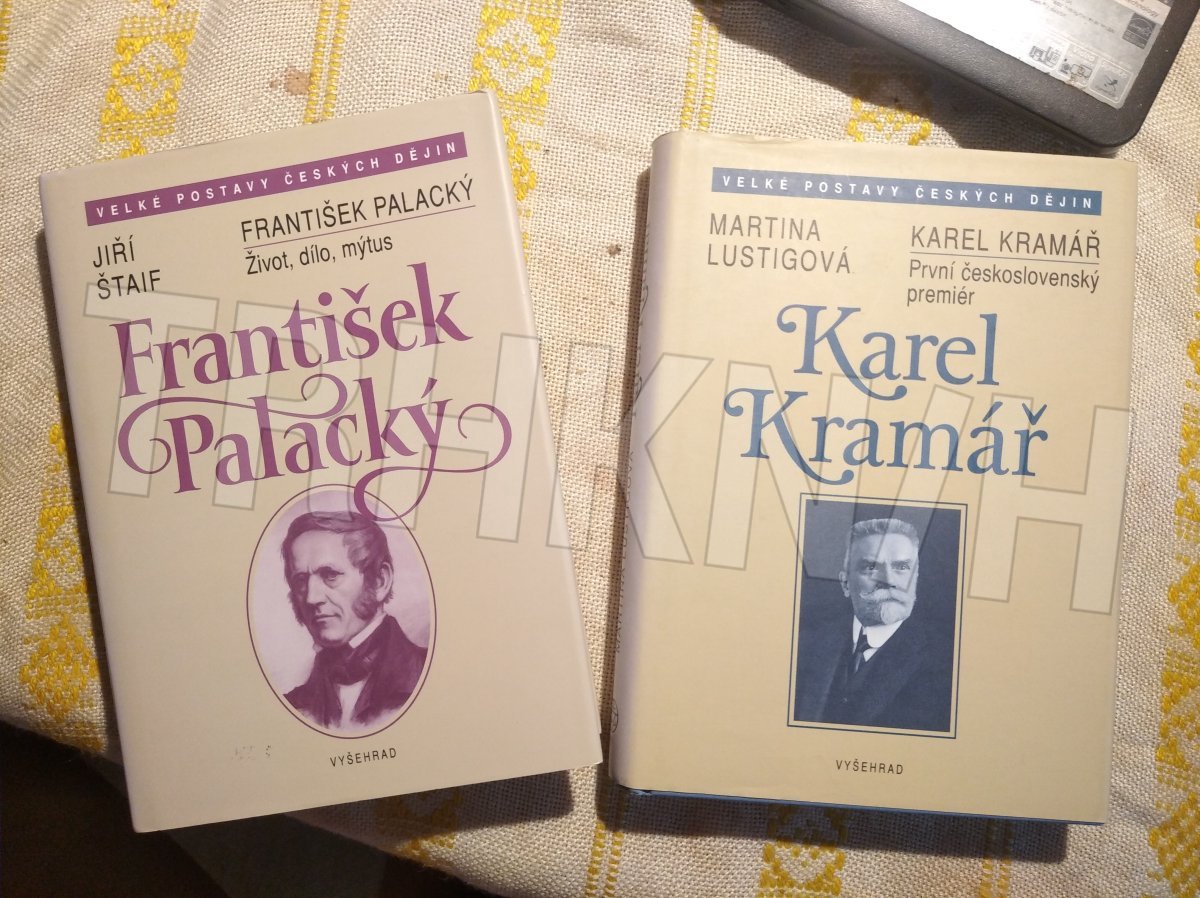 VELKÉ POSTAVY ČESKÝCH DĚJIN
JIŘÍ
ŠTAIF
FRANTIŠEK PALACKÝ
Život, dílo, mýtus
František
Palacký
VYŠEHRAD
VELKÉ POSTAVY ČESKÝCH DĚJIN
MARTINA
LUSTIGOVÁ
KAREL KRAMÁŘ
První československý
premiér
Karel
Kramář
VYŠEHRAD
TRHKNIH